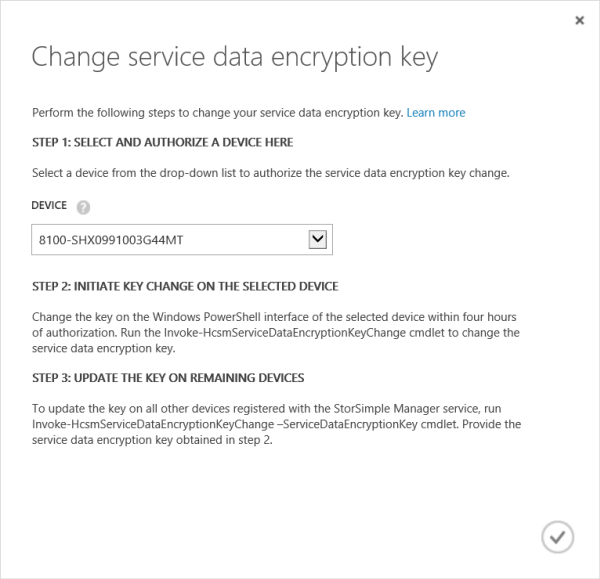 Change service data encryption key
Perform the following steps to change your service data encryption key. Learn more
STEP 1: SELECT AND AUTHORIZE A DEVICE HERE
Select a device from the drop-down list to authorize the service data encryption key change.
DEVICE ?
8100-SHX0991003G44MT
STEP 2: INITIATE KEY CHANGE ON THE SELECTED DEVICE
Change the key on the Windows PowerShell interface of the selected device within four hours
of authorization. Run the Invoke-HcsmServiceDataEncryptionKeyChange cmdlet to change the
service data encryption key.
STEP 3: UPDATE THE KEY ON REMAINING DEVICES
To update the key on all other devices registered with the StorSimple Manager service, run
Invoke-HcsmServiceDataEncryptionKeyChange –ServiceDataEncryptionKey cmdlet. Provide the
service data encryption key obtained in step 2.